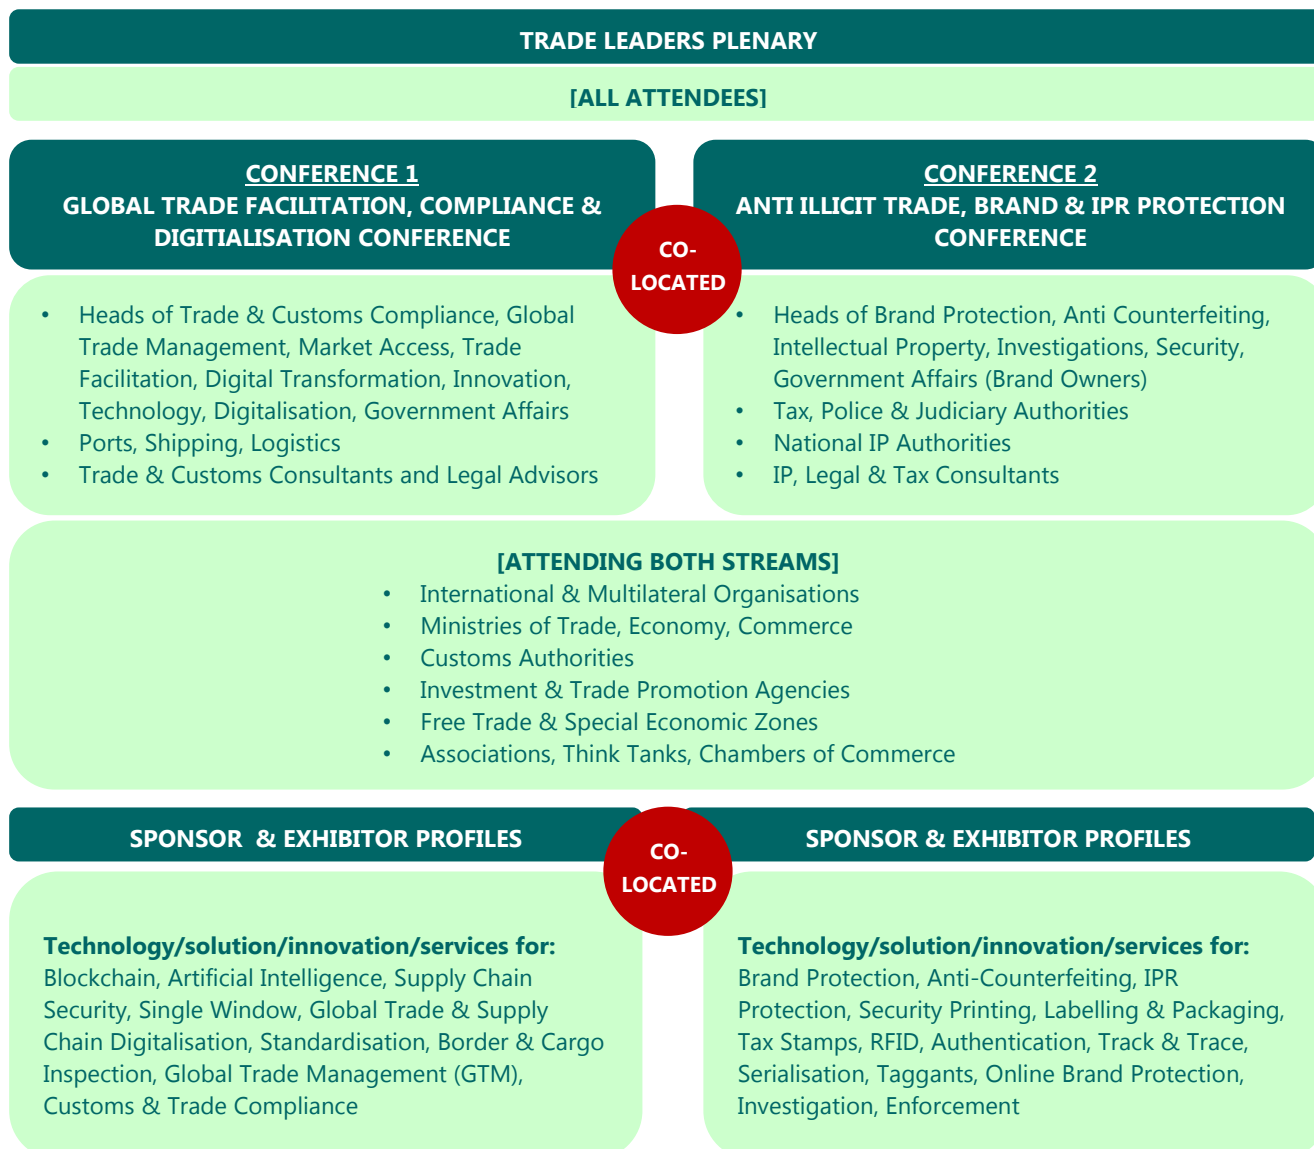 TRADE LEADERS PLENARY
[ALL ATTENDEES]
CONFERENCE 1
GLOBAL TRADE FACILITATION, COMPLIANCE &
DIGITIALISATION CONFERENCE
CONFERENCE 2
ANTI ILLICIT TRADE, BRAND & IPR PROTECTION
CONFERENCE
CO-
LOCATED
• Heads of Trade & Customs Compliance, Global
Trade Management, Market Access, Trade
Facilitation, Digital Transformation, Innovation,
Technology, Digitalisation, Government Affairs
• Ports, Shipping, Logistics
• Trade & Customs Consultants and Legal Advisors
• Heads of Brand Protection, Anti Counterfeiting,
Intellectual Property, Investigations, Security,
Government Affairs (Brand Owners)
• Tax, Police & Judiciary Authorities
• National IP Authorities
• IP, Legal & Tax Consultants
[ATTENDING BOTH STREAMS]
• International & Multilateral Organisations
• Ministries of Trade, Economy, Commerce
• Customs Authorities
• Investment & Trade Promotion Agencies
• Free Trade & Special Economic Zones
• Associations, Think Tanks, Chambers of Commerce
SPONSOR & EXHIBITOR PROFILES
CO-
LOCATED
SPONSOR & EXHIBITOR PROFILES
Technology/solution/innovation/services for:
Blockchain, Artificial Intelligence, Supply Chain
Security, Single Window, Global Trade & Supply
Chain Digitalisation, Standardisation, Border & Cargo
Inspection, Global Trade Management (GTM),
Customs & Trade Compliance
Technology/solution/innovation/services for:
Brand Protection, Anti-Counterfeiting, IPR
Protection, Security Printing, Labelling & Packaging,
Tax Stamps, RFID, Authentication, Track & Trace,
Serialisation, Taggants, Online Brand Protection,
Investigation, Enforcement